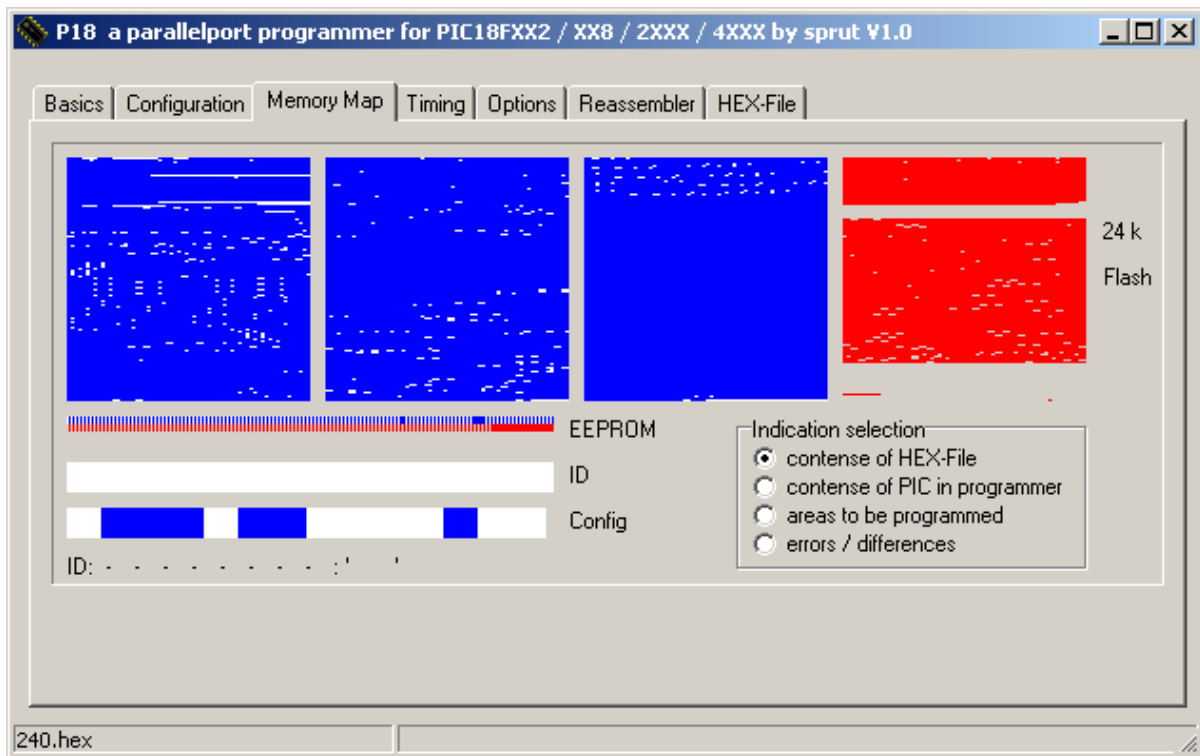 P18 a parallelport programmer for PIC18FXX2 / XX8 / 2XXX / 4XXX by sprut V1.0
Basics Configuration Memory Map Timing Options Reassembler HEX-File
24 k
Flash
EEPROM
ID
Config
ID: - - - - - - - - : ' '
Indication selection
contense of HEX-File
contense of PIC in programmer
areas to be programmed
errors / differences
240.hex